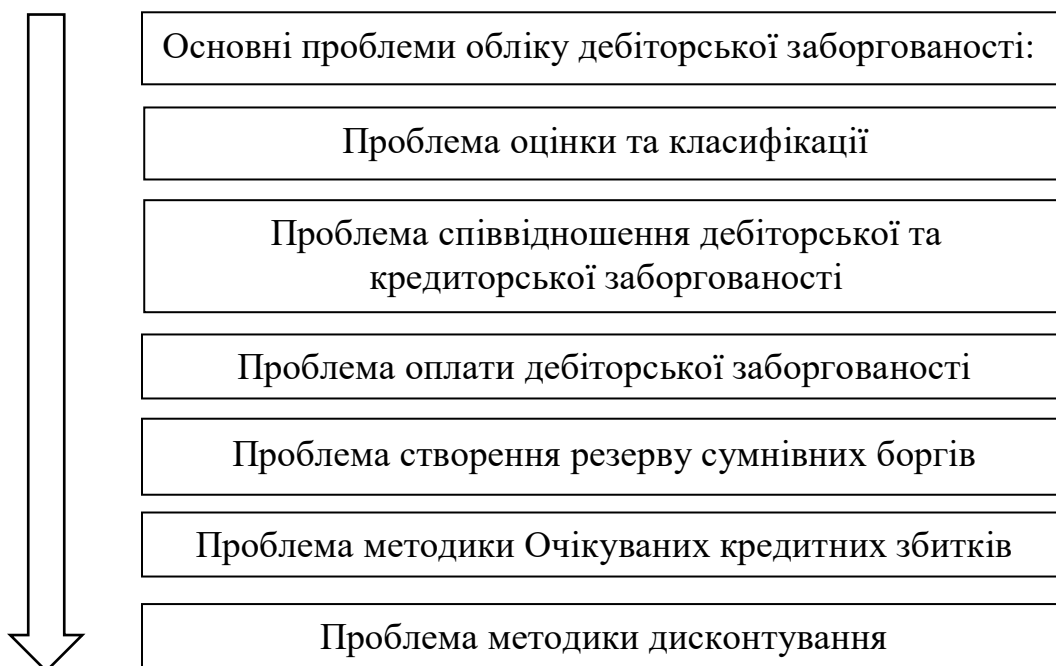 Основні проблеми обліку дебіторської заборгованості:
Проблема оцінки та класифікації
Проблема співвідношення дебіторської та
кредиторської заборгованості
Проблема оплати дебіторської заборгованості
Проблема створення резерву сумнівних боргів
Проблема методики Очікуваних кредитних збитків
Проблема методики дисконтування